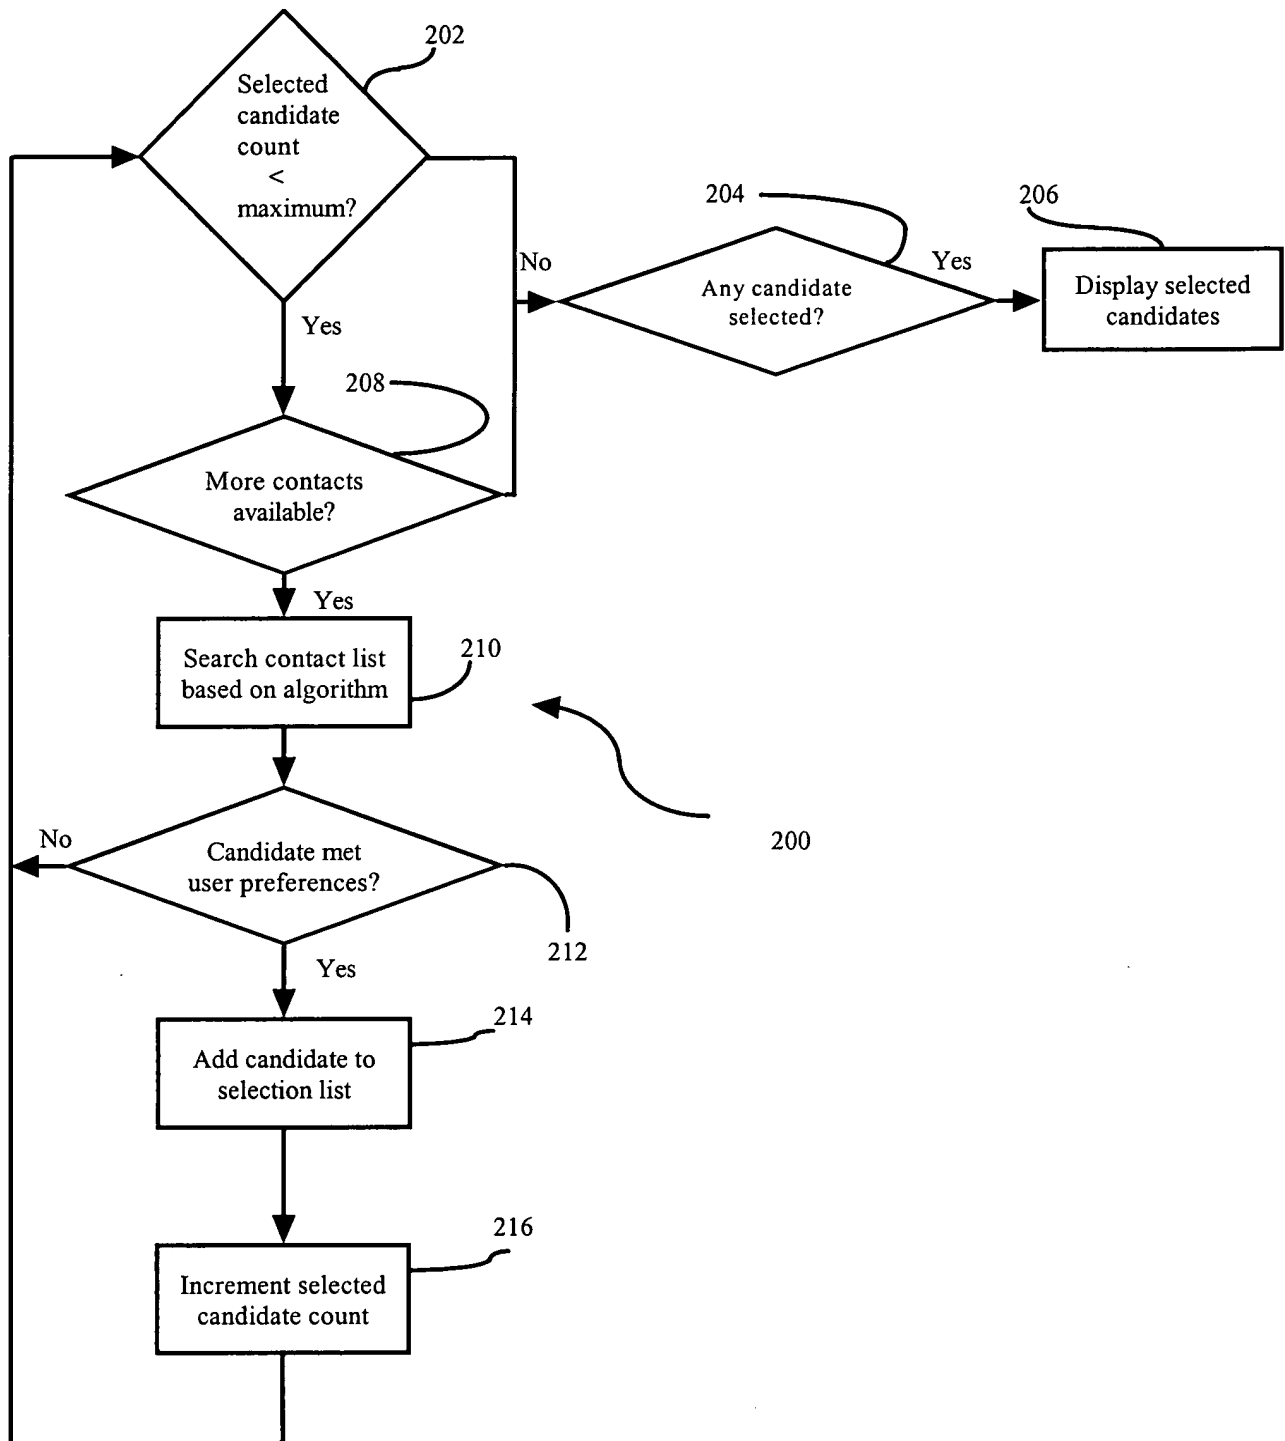 202
Selected
candidate
count
<
maximum?
204
206
No
Yes
Any candidate
selected?
Display selected
candidates
Yes
208
More contacts
available?
Yes
Search contact list
based on algorithm
210
200
No
Candidate met
user preferences?
212
Yes
214
Add candidate to
selection list
216
Increment selected
candidate count